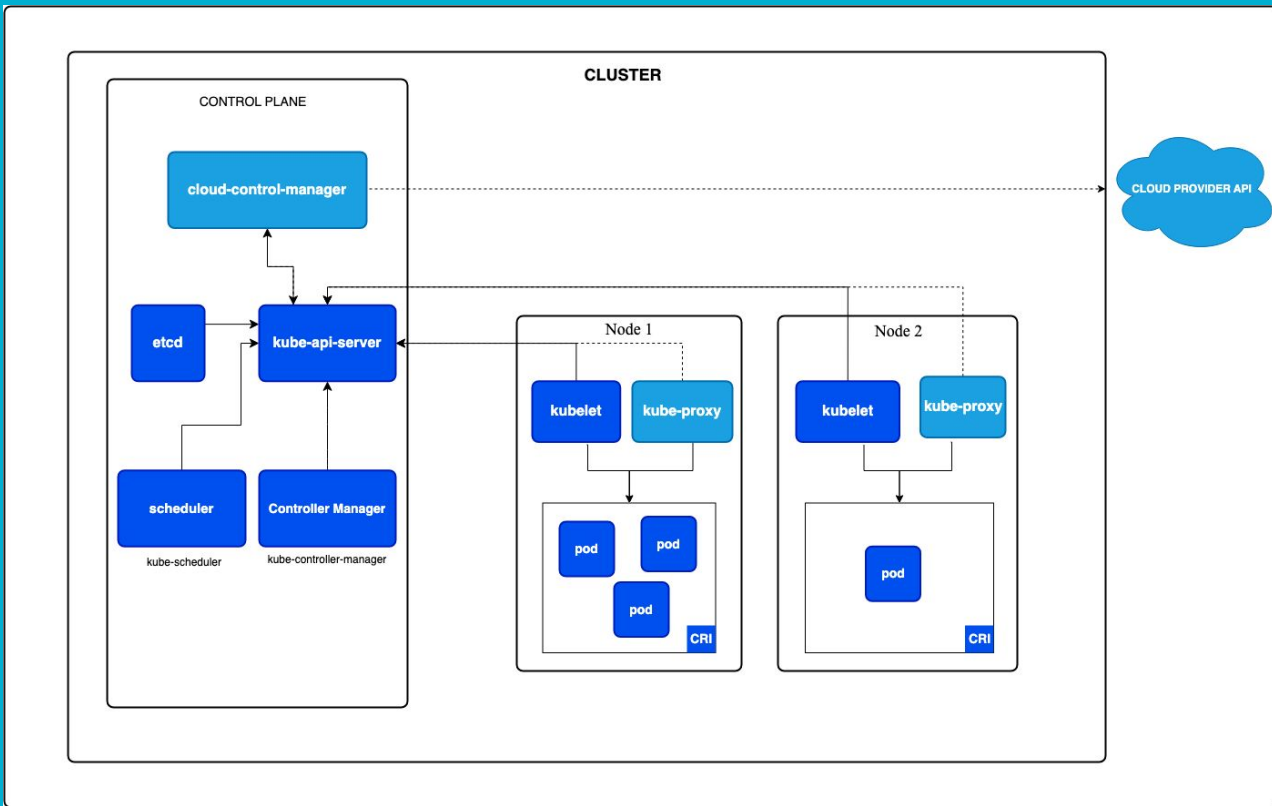 CLUSTER
CONTROL PLANE
cloud-control-manager
CLOUD PROVIDER API
etcd
kube-api-server
scheduler
kube-scheduler
Controller Manager
kube-controller-manager
Node 1
kubelet
kube-proxy
pod
pod
pod
CRI
Node 2
kubelet
kube-proxy
pod
CRI